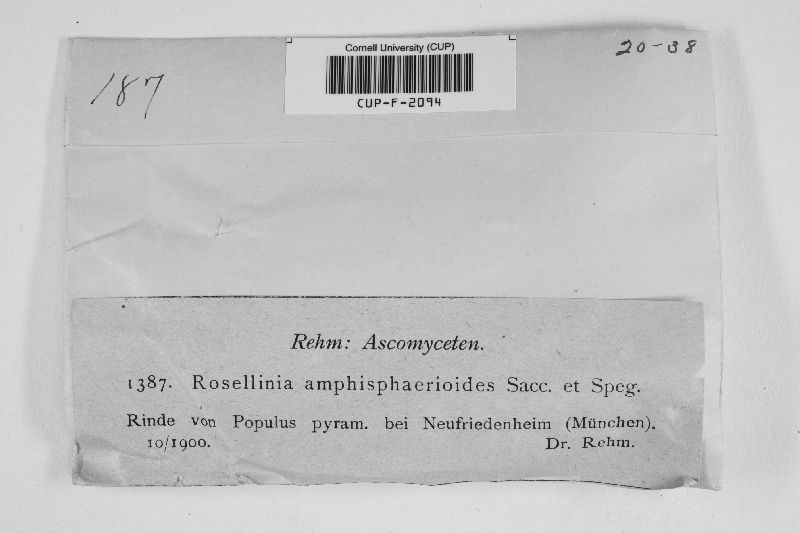 187
Cornell University (CUP)
CUP-F-2094
20-38
Rehm: Ascomyceten.
1387. Rosellinia amphisphaerioides Sacc. et Speg.
Rinde von Populus pyram. bei Neufriedenheim (München).
10/1900. Dr. Rehm.